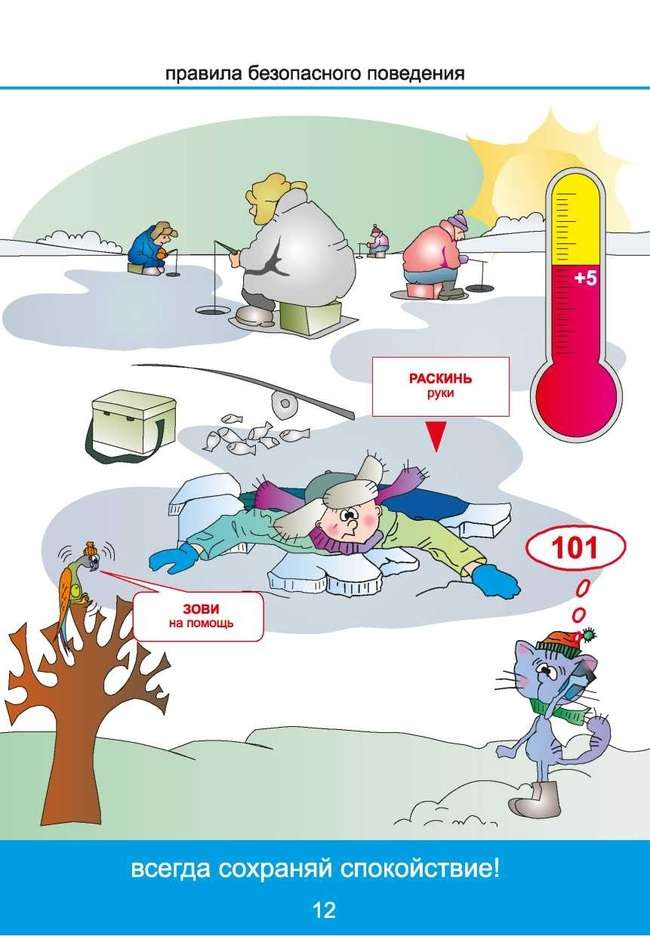 правила безопасного поведения
+5
РАСКИНЬ
руки
101
ЗОВИ
на помощь
всегда сохраняй спокойствие!
12